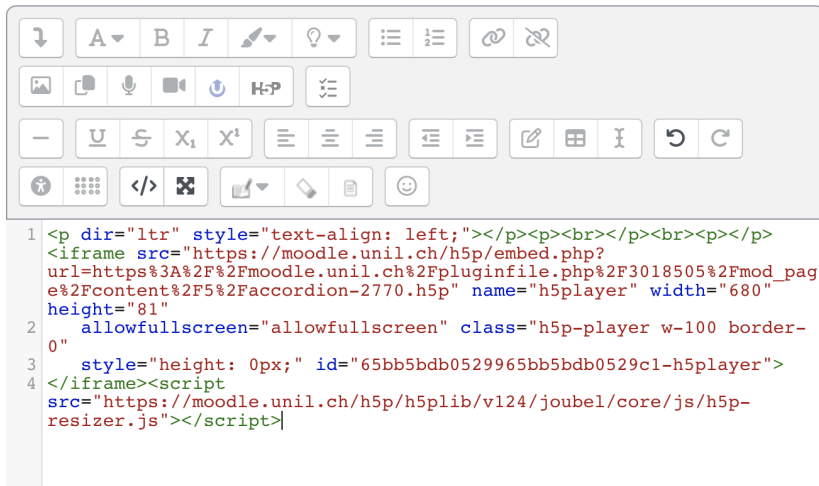 A B I
H5P
U S X₁ X¹
</>
1 <p dir="ltr" style="text-align: left;"></p><p><br></p><br><p></p>
<iframe src="https://moodle.unil.ch/h5p/embed.php?
url=https%3A%2F%2Fmoodle.unil.ch%2Fpluginfile.php%2F3018505%2Fmod_pag
e%2Fcontent%2F5%2Faccordion-2770.h5p" name="h5player" width="680"
height="81"
2 allowfullscreen="allowfullscreen" class="h5p-player w-100 border-
0"
3 style="height: 0px;" id="65bb5bdb0529965bb5bdb0529c1-h5player">
4 </iframe><script
src="https://moodle.unil.ch/h5p/h5plib/v124/joubel/core/js/h5p-
resizer.js"></script>